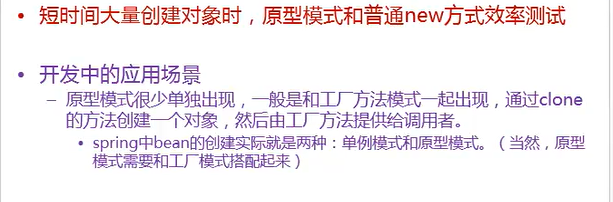 • 短时间大量创建对象时，原型模式和普通new方式效率测试
• 开发中的应用场景
– 原型模式很少单独出现，一般是和工厂方法模式一起出现，通过clone
的方法创建一个对象，然后由工厂方法提供给调用者。
• spring中bean的创建实际就是两种：单例模式和原型模式。（当然，原型
模式需要和工厂模式搭配起来）